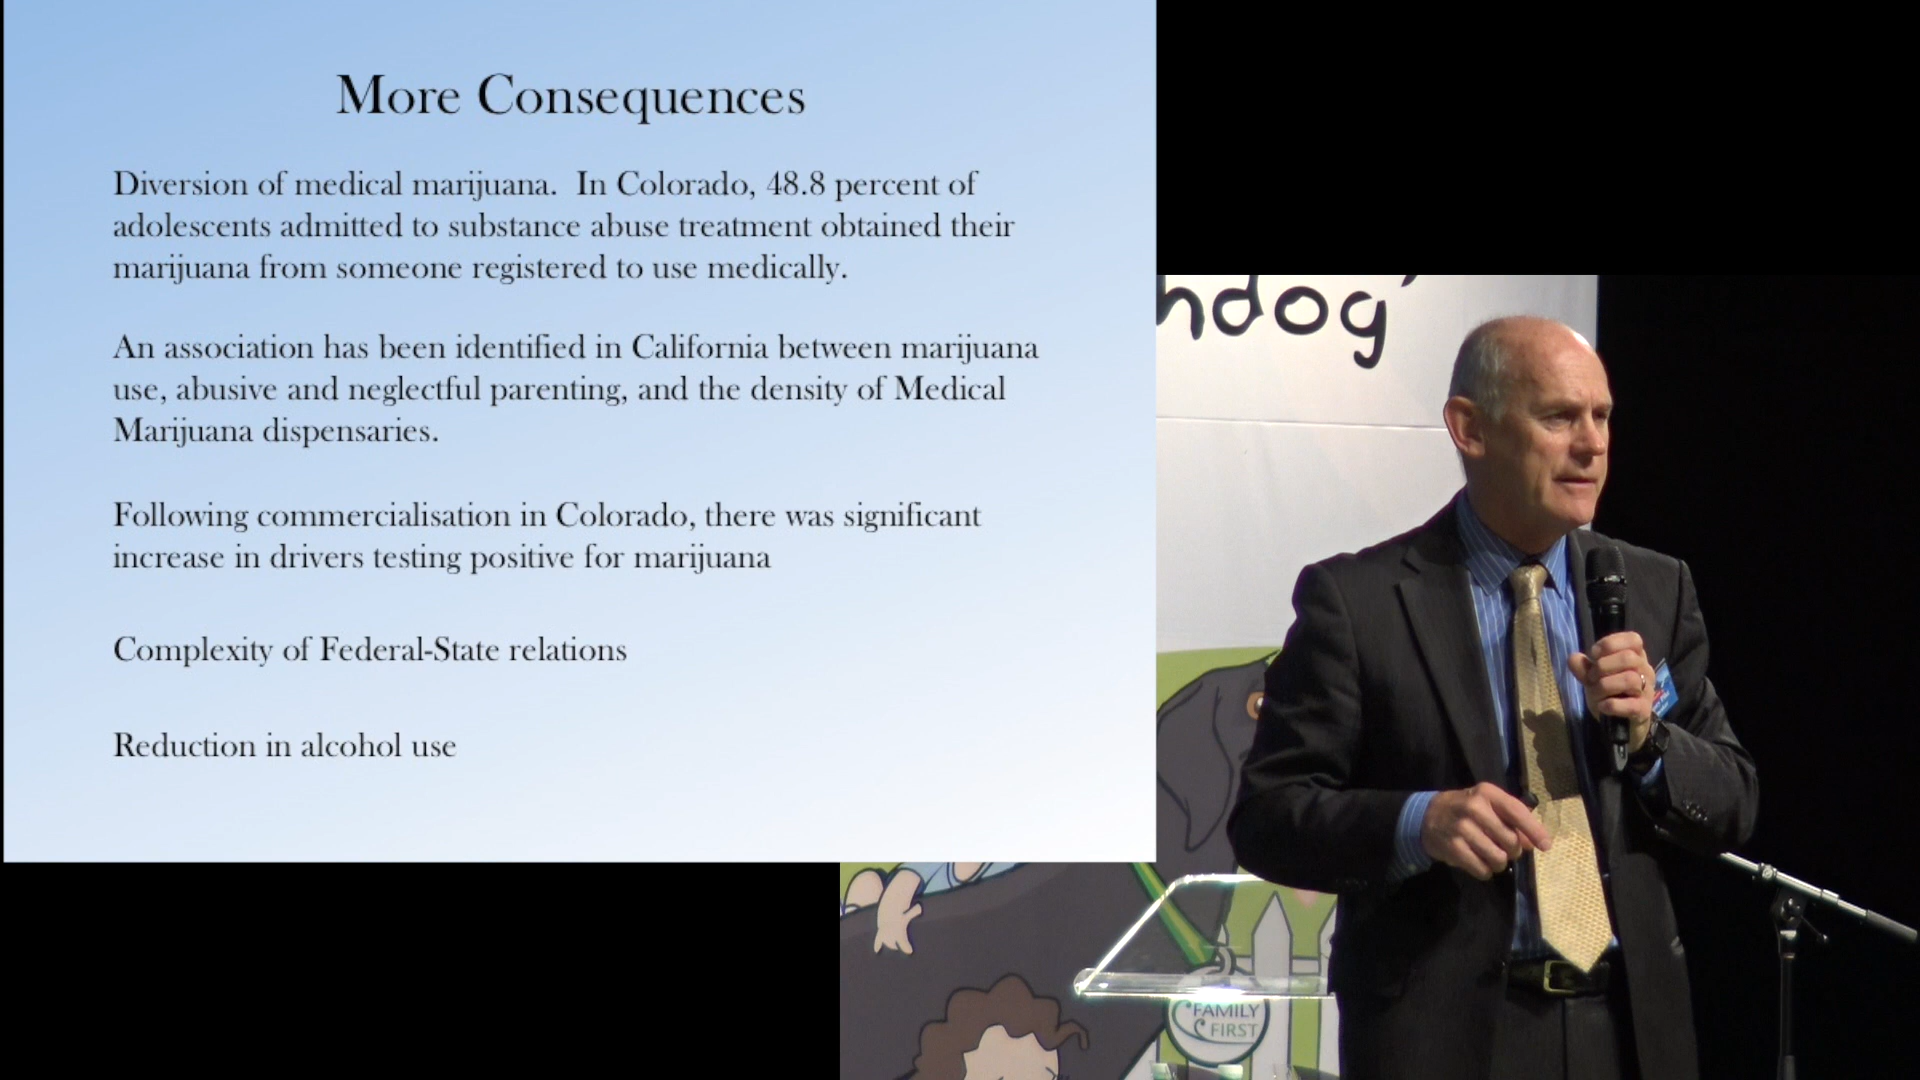 More Consequences
Diversion of medical marijuana. In Colorado, 48.8 percent of
adolescents admitted to substance abuse treatment obtained their
marijuana from someone registered to use medically.
An association has been identified in California between marijuana
use, abusive and neglectful parenting, and the density of Medical
Marijuana dispensaries.
Following commercialisation in Colorado, there was significant
increase in drivers testing positive for marijuana
Complexity of Federal-State relations
Reduction in alcohol use
hdog'
FAMILY
FIRST